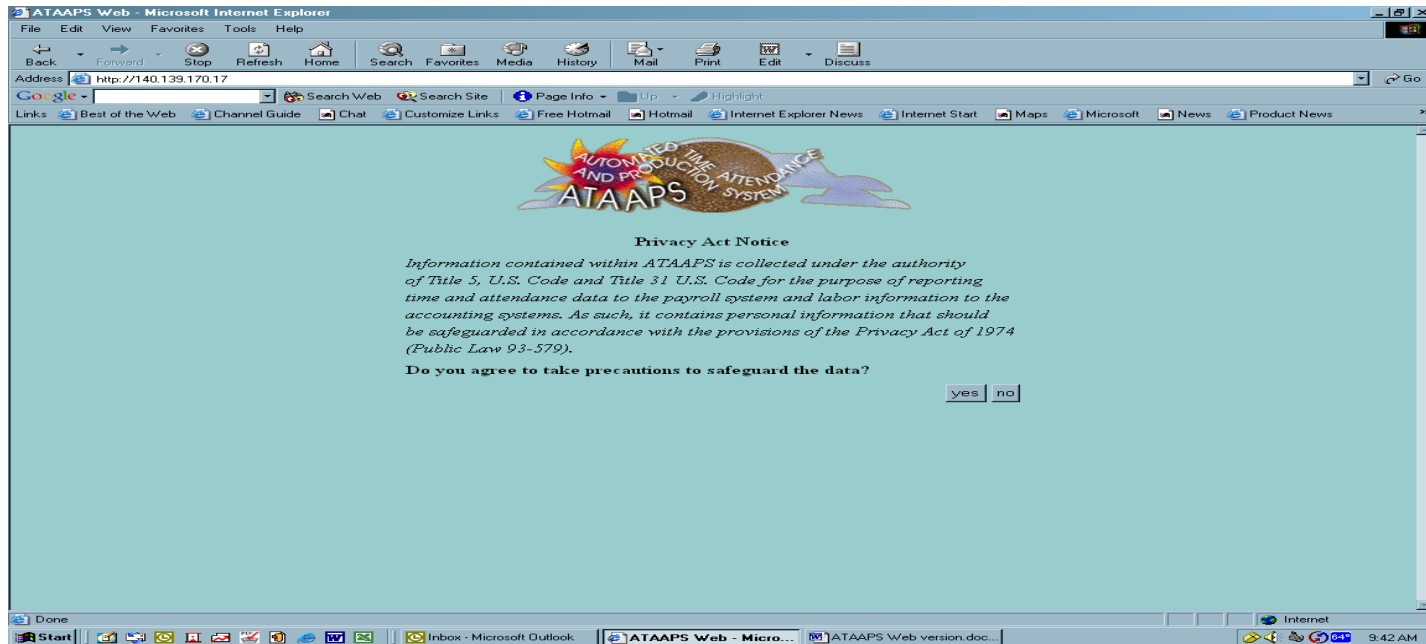 ATAAPS Web - Microsoft Internet Explorer
File Edit View Favorites Tools Help
Back Forward Stop Refresh Home Search Favorites Media History Mail Print Edit Discuss
Address http://140.139.170.17 Go
Google Search Web Search Site Page Info Up Highlight
Links Best of the Web Channel Guide Chat Customize Links Free Hotmail Hotmail Internet Explorer News Internet Start Maps Microsoft News Product News
AUTOMATED TIME ATTENDANCE
AND PRODUCTION SYSTEM
ATAAPS
Privacy Act Notice
Information contained within ATAAPS is collected under the authority
of Title 5, U.S. Code and Title 31 U.S. Code for the purpose of reporting
time and attendance data to the payroll system and labor information to the
accounting systems. As such, it contains personal information that should
be safeguarded in accordance with the provisions of the Privacy Act of 1974
(Public Law 93-579).
Do you agree to take precautions to safeguard the data?
yes no
Done Internet
Start Inbox - Microsoft Outlook ATAAPS Web - Micro... ATAAPS Web version.doc... 84° 9:42 AM